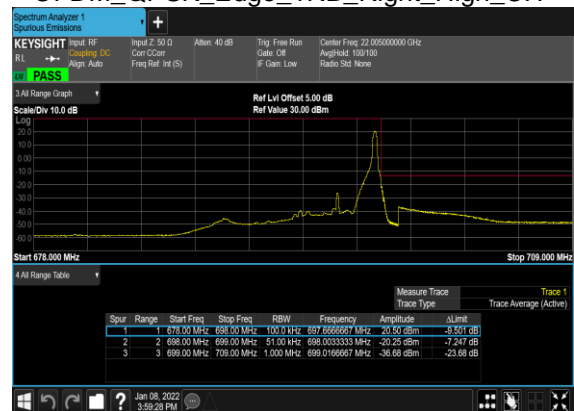 Spectrum Analyzer 1
Spurious Emissions
KEYSIGHT Input: RF
RL
Coupling: DC
Align: Auto
Input Z: 50 Ω
Corr CCorr
Freq Ref: Int (S)
Atten: 40 dB
Trig: Free Run
Gate: Off
IF Gain: Low
Center Freq: 22.005000000 GHz
Avg|Hold: 100/100
Radio Std: None
PASS
3 All Range Graph
Scale/Div 10.0 dB
Ref Lvl Offset 5.00 dB
Ref Value 30.00 dBm
Log
20.0
10.0
0.00
-10.0
-20.0
-30.0
-40.0
-50.0
-60.0
Start 678.000 MHz
Stop 709.000 MHz
4 All Range Table
Measure Trace Trace 1
Trace Type Trace Average (Active)
Spur Range Start Freq Stop Freq RBW Frequency Amplitude ΔLimit
1 1 678.00 MHz 698.00 MHz 100.0 kHz 697.6666667 MHz 20.50 dBm -9.501 dB
2 2 698.00 MHz 699.00 MHz 51.00 kHz 698.0033333 MHz -20.25 dBm -7.247 dB
3 3 699.00 MHz 709.00 MHz 1.000 MHz 699.0166667 MHz -36.68 dBm -23.68 dB
?
Jan 08, 2022
3:59:28 PM